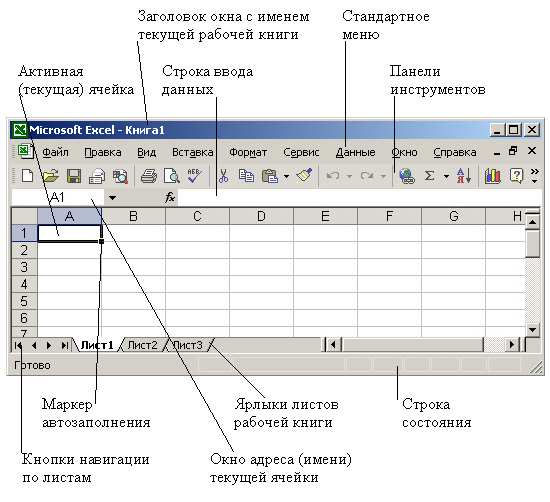 Заголовок окна с именем
текущей рабочей книги
Стандартное
меню
Активная
(текущая) ячейка
Строка ввода
данных
Панели
инструментов
Microsoft Excel - Книга1
Файл Правка Вид Вставка Формат Сервис Данные Окно Справка
A1 fx
A B C D E F G H
1
2
3
4
5
6
7
Лист1 Лист2 Лист3
Готово
Маркер
автозаполнения
Ярлыки листов
рабочей книги
Строка
состояния
Кнопки навигации
по листам
Окно адреса (имени)
текущей ячейки